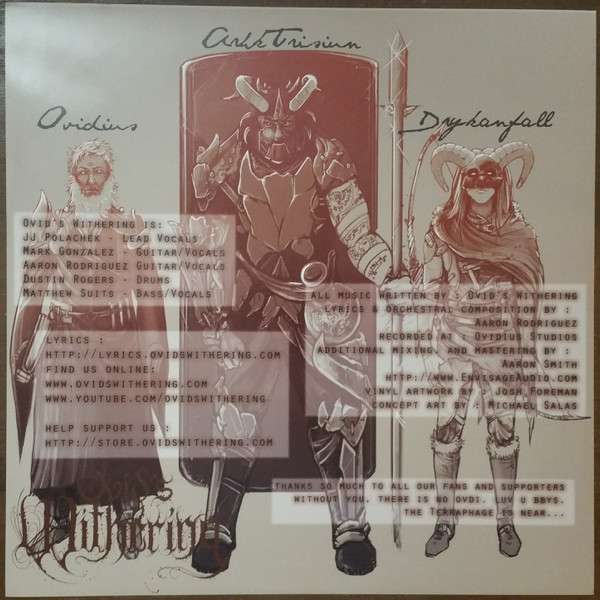 ArkkTrisiun
Ovidius
Drykanfall
Ovid's Withering is:
JJ Polachek - Lead Vocals
Mark Gonzalez - Guitar/Vocals
Aaron Rodriguez Guitar/Vocals
Dustin Rogers - Drums
Matthew Suits - Bass/Vocals
Lyrics :
http://lyrics.ovidswithering.com
Find us online:
www.ovidswithering.com
www.youtube.com/ovidswithering
Help support us :
http://store.ovidswithering.com
All music written by : Ovid's Withering
Lyrics & Orchestral composition by :
Aaron Rodriguez
Recorded at : Ovidius Studios
Additional mixing, and mastering by :
Aaron Smith
http://www.EnvisageAudio.com
Vinyl artwork by : Josh Foreman
Concept art by : Michael Salas
Thanks so much to all our fans and supporters
without you, there is no Ovdi. Luv u bbys.
the Terraphage is near...
Ovid's
Withering